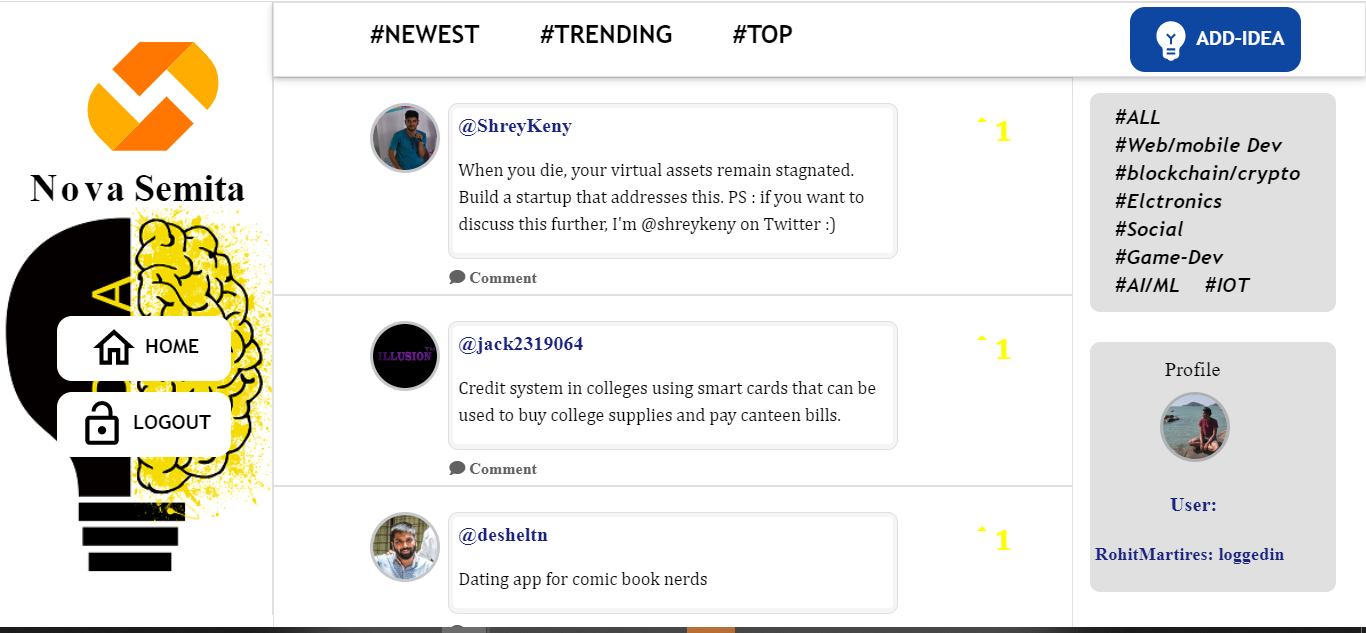 #NEWEST #TRENDING #TOP
ADD-IDEA
Nova Semita
A
HOME
LOGOUT
@ShreyKeny
When you die, your virtual assets remain stagnated.
Build a startup that addresses this. PS : if you want to
discuss this further, I'm @shreykeny on Twitter :)
1
Comment
ILLUSION
@jack2319064
Credit system in colleges using smart cards that can be
used to buy college supplies and pay canteen bills.
1
Comment
@desheltn
Dating app for comic book nerds
1
#ALL
#Web/mobile Dev
#blockchain/crypto
#Elctronics
#Social
#Game-Dev
#AI/ML #IOT
Profile
User:
RohitMartires: loggedin